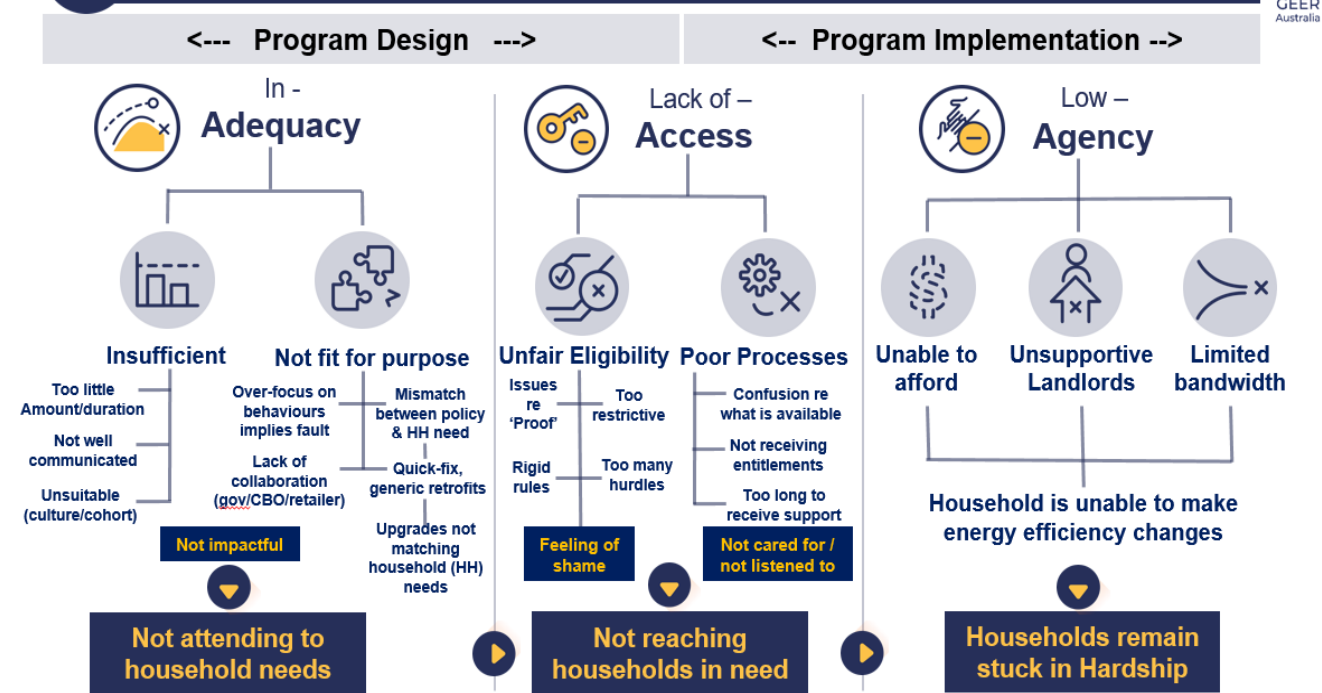 GEER
Australia
<--- Program Design --->
<-- Program Implementation -->
In -
Adequacy
Lack of –
Access
Low –
Agency
Insufficient
Too little
Amount/duration
Not well
communicated
Unsuitable
(culture/cohort)
Not fit for purpose
Over-focus on
behaviours
implies fault
Lack of
collaboration
(gov/CBO/retailer)
Mismatch
between policy
& HH need
Quick-fix,
generic retrofits
Upgrades not
matching
household (HH)
needs
Not impactful
Not attending to
household needs
Unfair Eligibility
Issues
re
‘Proof’
Too
restrictive
Rigid
rules
Too many
hurdles
Feeling of
shame
Poor Processes
Confusion re
what is available
Not receiving
entitlements
Too long to
receive support
Not cared for /
not listened to
Not reaching
households in need
Unable to
afford
Unsupportive
Landlords
Limited
bandwidth
Household is unable to make
energy efficiency changes
Households remain
stuck in Hardship